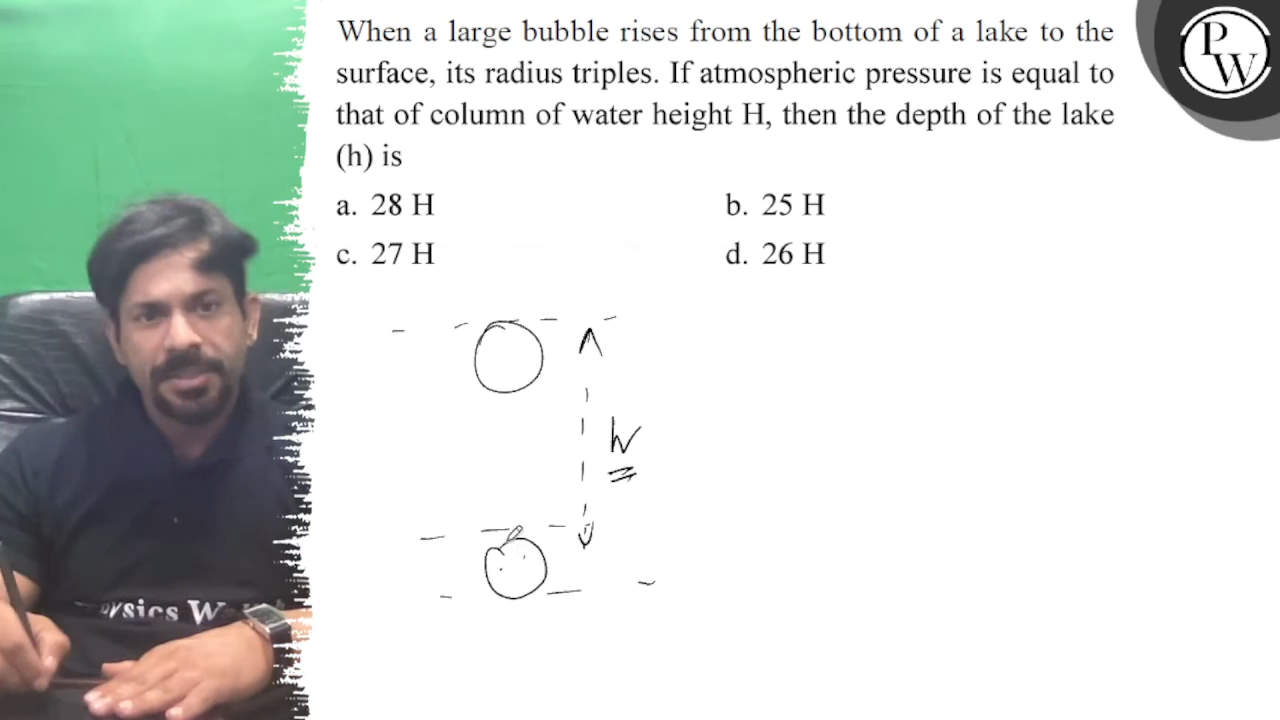 When a large bubble rises from the bottom of a lake to the
surface, its radius triples. If atmospheric pressure is equal to
that of column of water height H, then the depth of the lake
(h) is
a. 28 H
b. 25 H
c. 27 H
d. 26 H
h
PW